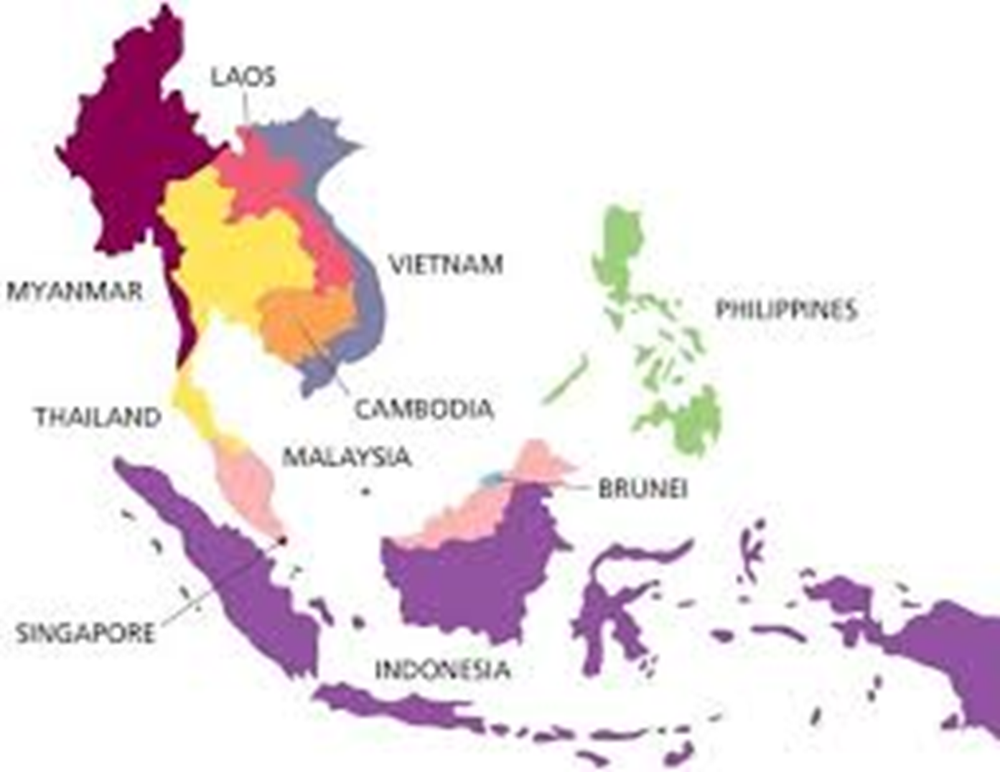 LAOS
VIETNAM
MYANMAR
PHILIPPINES
CAMBODIA
THAILAND
MALAYSIA
BRUNEI
SINGAPORE
INDONESIA